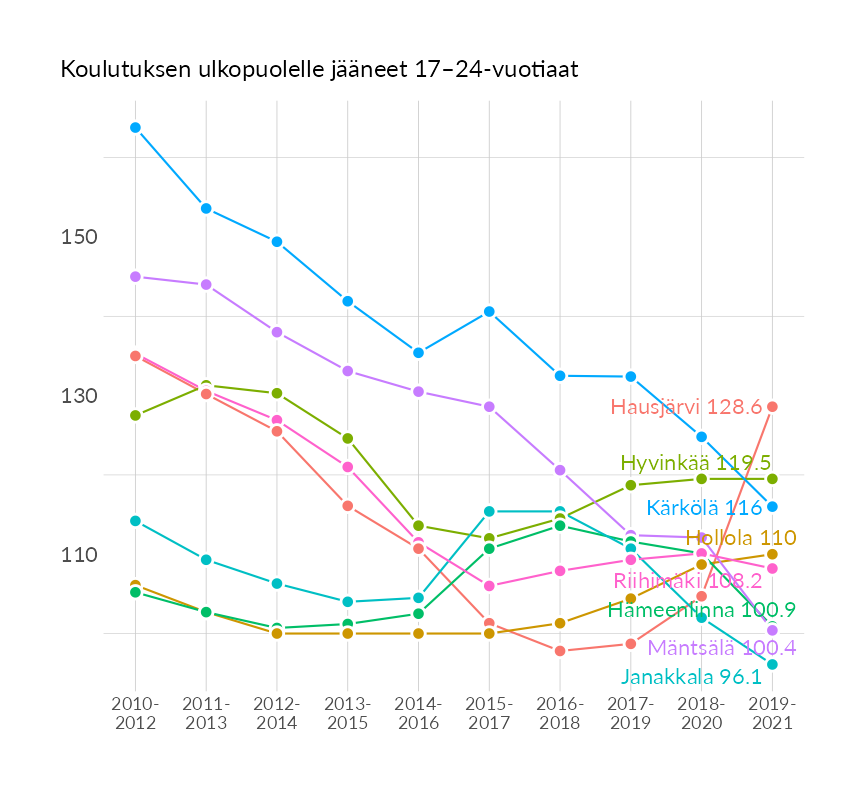 Koulutuksen ulkopuolelle jääneet 17–24-vuotiaat
150
130
110
Hausjärvi 128.6
Hyvinkää 119.5
Kärkölä 116
Hollola 110
Riihimäki 108.2
Hämeenlinna 100.9
Mäntsälä 100.4
Janakkala 96.1
2010- 2011- 2012- 2013- 2014- 2015- 2016- 2017- 2018- 2019-
2012 2013 2014 2015 2016 2017 2018 2019 2020 2021